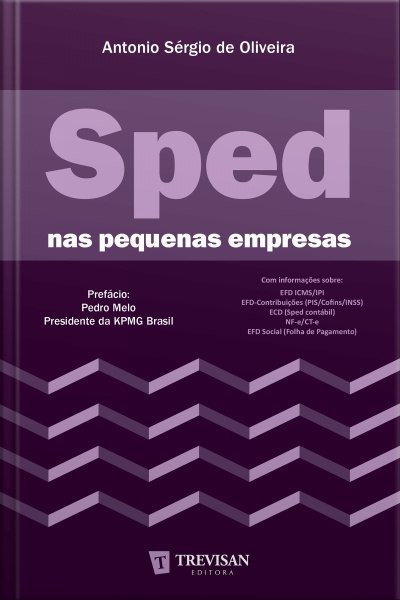 Antonio Sérgio de Oliveira
Sped
nas pequenas empresas
Prefácio:
Pedro Melo
Presidente da KPMG Brasil
Com informações sobre:
EFD ICMS/IPI
EFD-Contribuições (PIS/Cofins/INSS)
ECD (Sped contábil)
NF-e/CT-e
EFD Social (Folha de Pagamento)
T TREVISAN
EDITORA